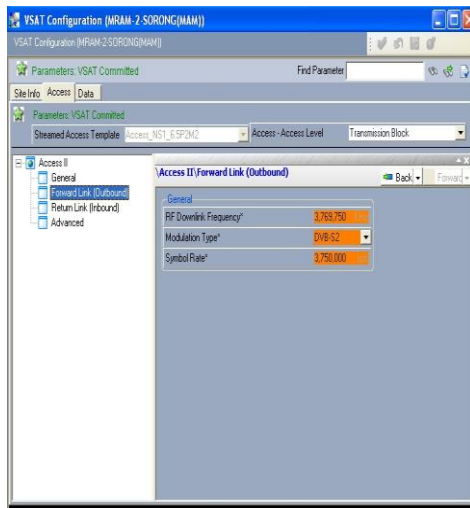 VSAT Configuration (MRAM-2-SORONG(MAM))
VSAT Configuration (MRAM-2-SORONG(MAM))
Parameters: VSAT Committed
Find Parameter
Site Info Access Data
Parameters: VSAT Committed
Streamed Access Template Access_NS1_6.5P2M2 Access - Access Level Transmission Block
Access II
General
Forward Link (Outbound)
Return Link (Inbound)
Advanced
\Access II\Forward Link (Outbound)
Back Forward
General
RF Downlink Frequency* 3,769,750
Modulation Type* DVB-S2
Symbol Rate* 3,750,000